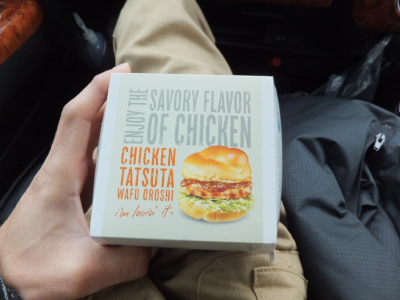 ENJOY THE
SAVORY FLAVOR
OF CHICKEN
CHICKEN
TATSUTA
WAFU OROSHI
i'm lovin' it